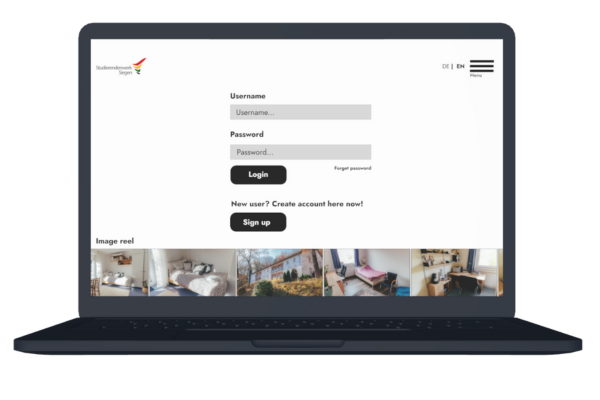 Studierendenwerk
Siegen
DE | EN
Menu
Username
Username...
Password
Password...
Login
Forgot password
New user? Create account here now!
Sign up
Image reel